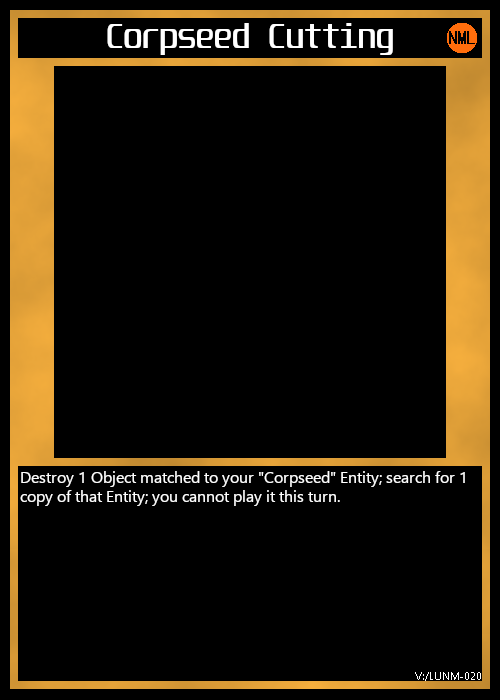 Corpseed Cutting
NML
Destroy 1 Object matched to your "Corpseed" Entity; search for 1
copy of that Entity; you cannot play it this turn.
V:/LUNM-020